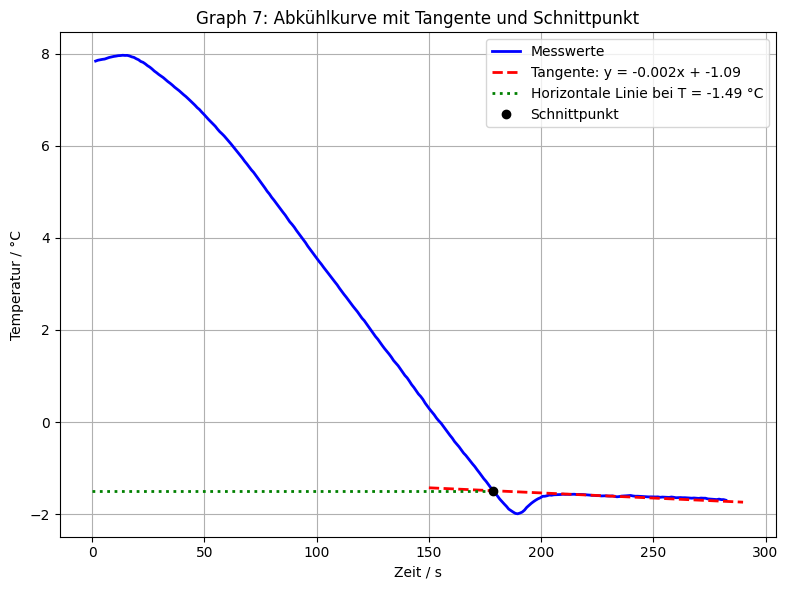 Graph 7: Abkühlkurve mit Tangente und Schnittpunkt
Messwerte
Tangente: y = -0.002x + -1.09
Horizontale Linie bei T = -1.49 °C
Schnittpunkt
Temperatur / °C
8
6
4
2
0
−2
0 50 100 150 200 250 300
Zeit / s